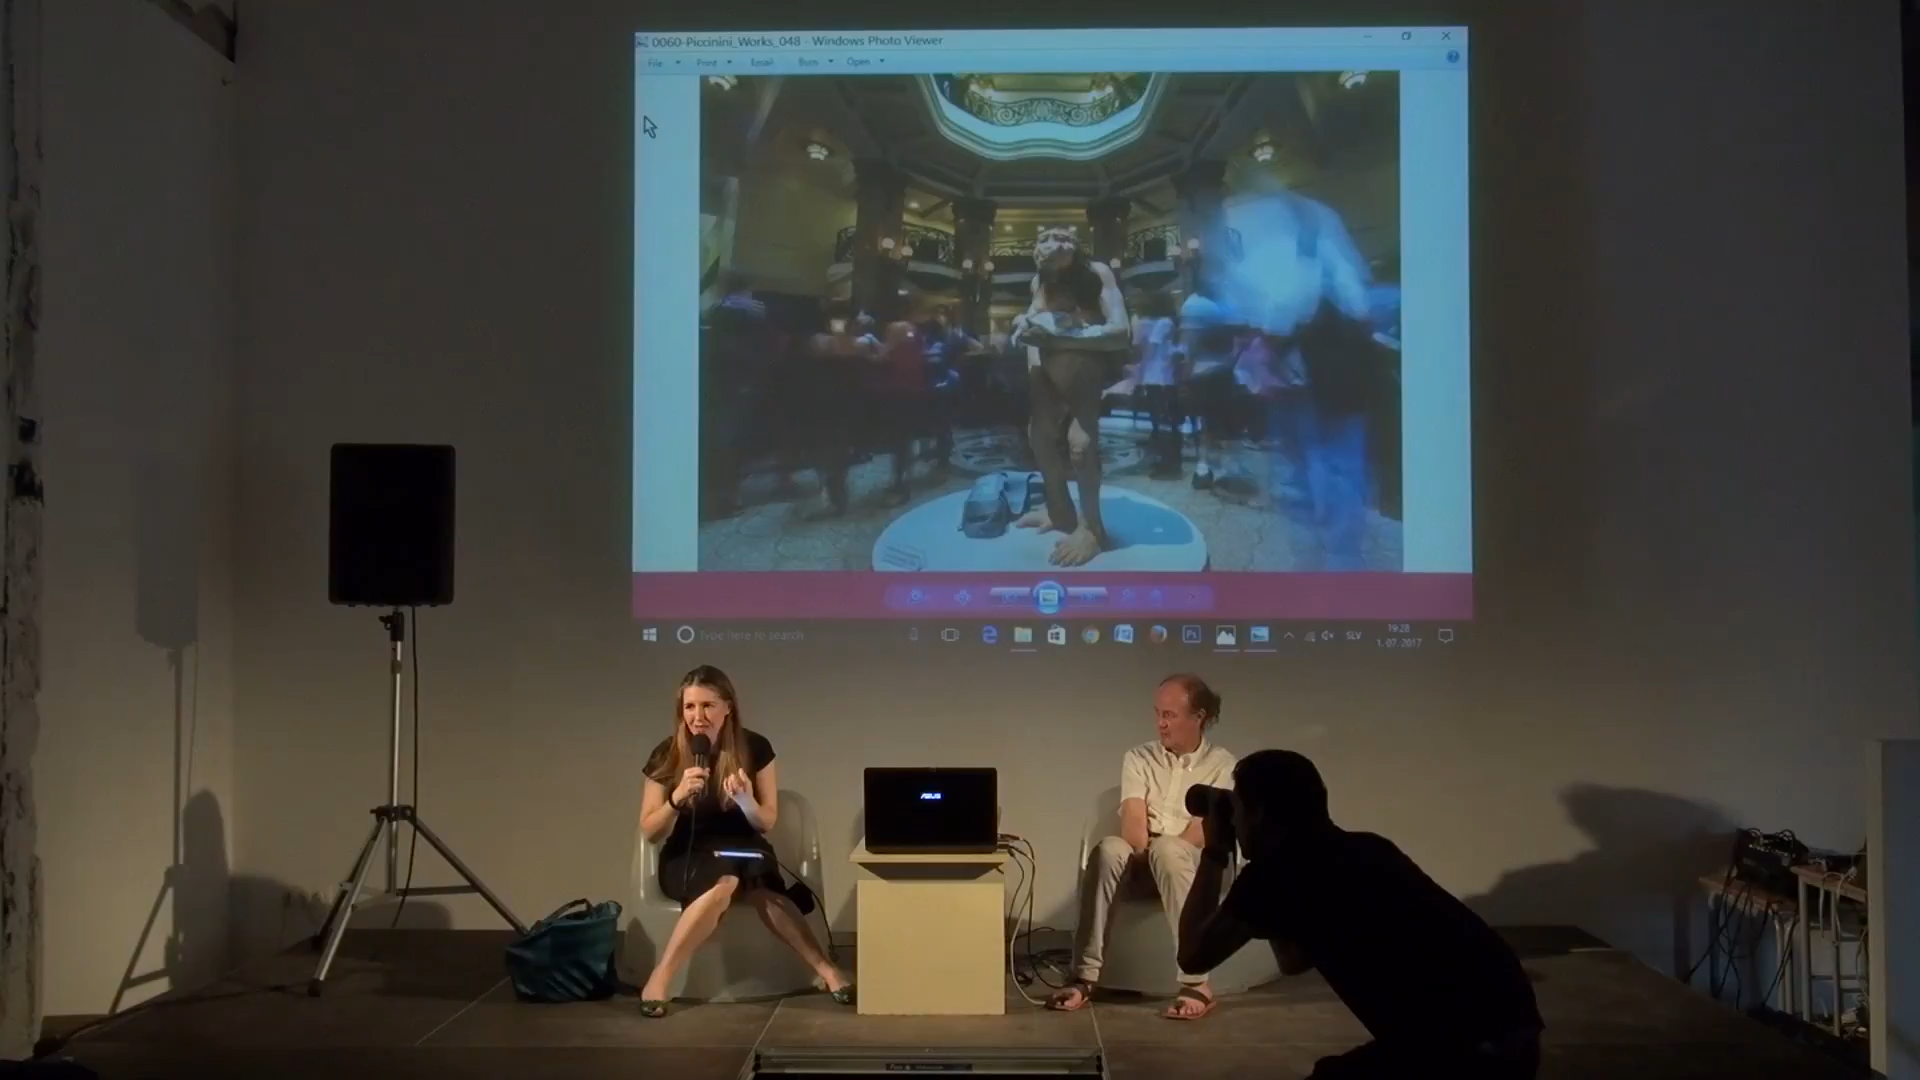 0060-Piccinini_Works_048 - Windows Photo Viewer
File Print Email Burn Open
Type here to search
SLV
19:28
1. 07. 2017
ASUS